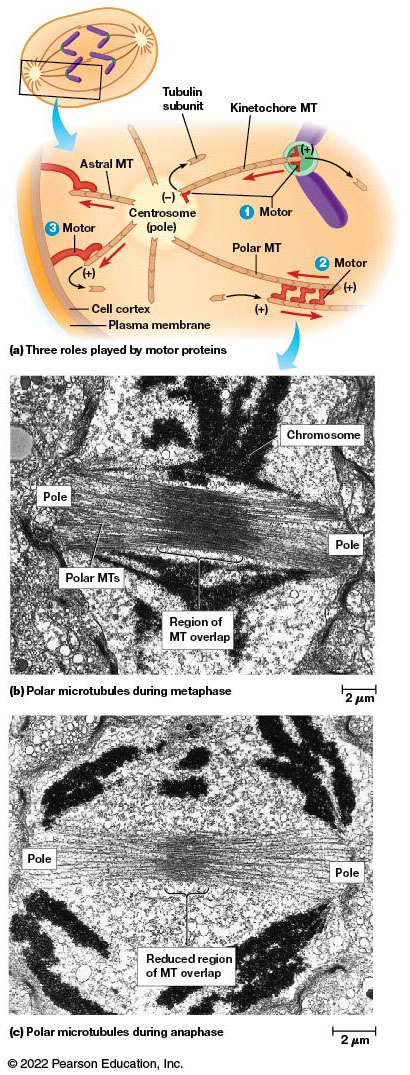 Tubulin
subunit
Kinetochore MT
(+)
Astral MT
(–)
Centrosome
(pole)
1 Motor
3 Motor
Polar MT
2 Motor
(+)
(+)
(+)
Cell cortex
Plasma membrane
(a) Three roles played by motor proteins
Chromosome
Pole
Pole
Polar MTs
Region of
MT overlap
(b) Polar microtubules during metaphase
2 μm
Pole
Pole
Reduced region
of MT overlap
(c) Polar microtubules during anaphase
2 μm
© 2022 Pearson Education, Inc.